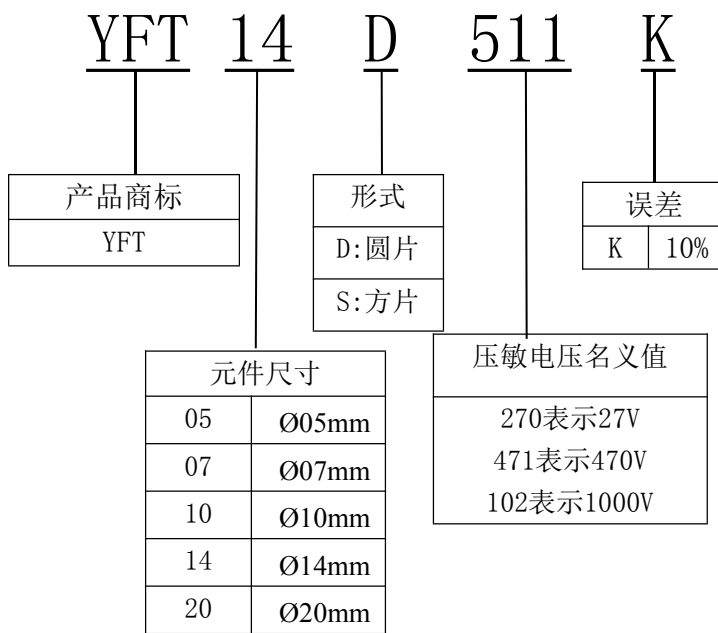 YFT 14 D 511 K
产品商标
YFT
形式
D:圆片
S:方片
误差
K 10%
元件尺寸
05 Ø05mm
07 Ø07mm
10 Ø10mm
14 Ø14mm
20 Ø20mm
压敏电压名义值
270表示27V
471表示470V
102表示1000V